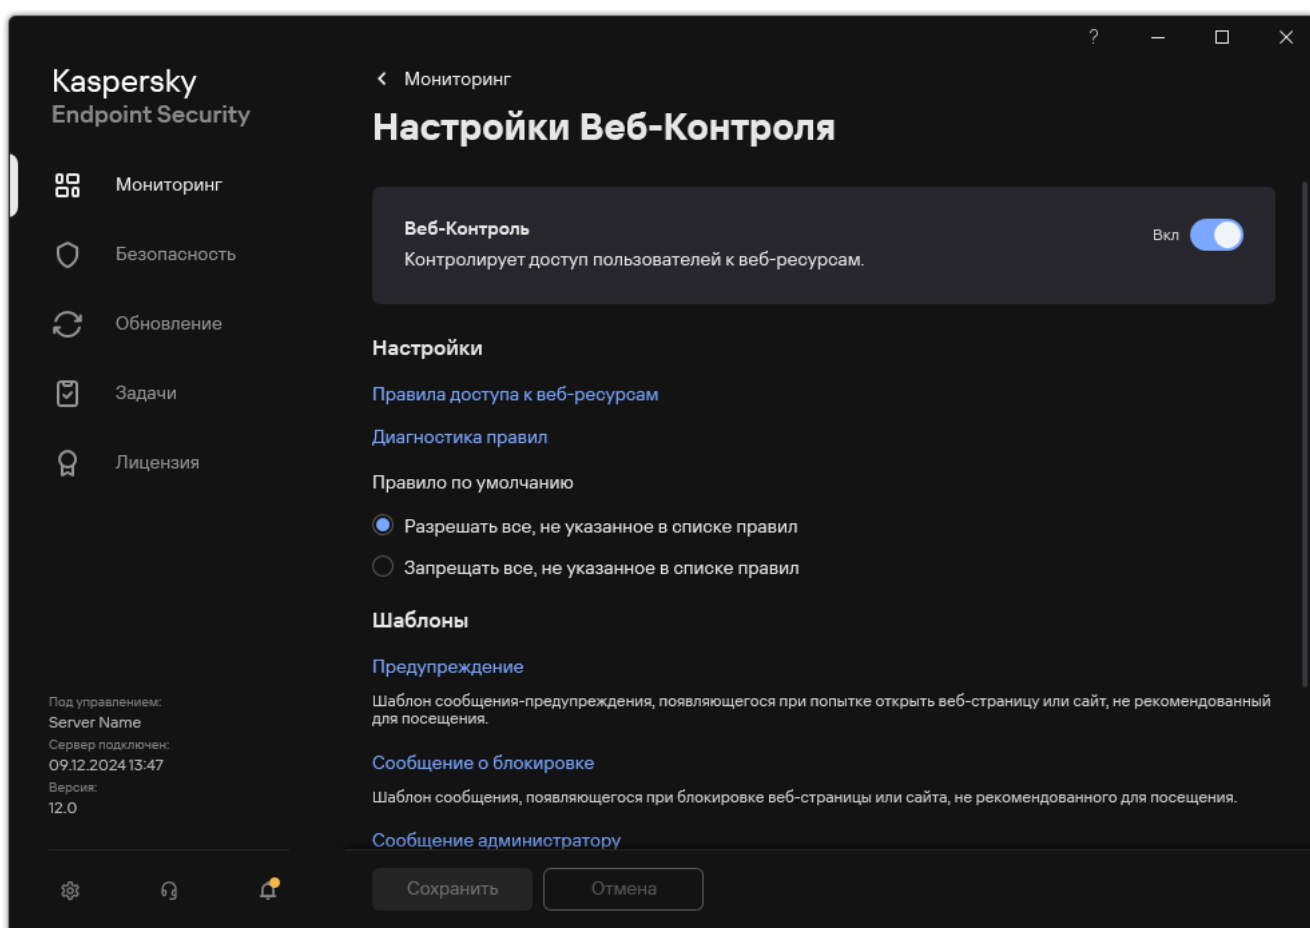 ?
Kaspersky
Endpoint Security
Мониторинг
Безопасность
Обновление
Задачи
Лицензия
Под управлением:
Server Name
Сервер подключен:
09.12.2024 13:47
Версия:
12.0
Мониторинг
Настройки Веб-Контроля
Веб-Контроль
Контролирует доступ пользователей к веб-ресурсам.
Вкл
Настройки
Правила доступа к веб-ресурсам
Диагностика правил
Правило по умолчанию
Разрешать все, не указанное в списке правил
Запрещать все, не указанное в списке правил
Шаблоны
Предупреждение
Шаблон сообщения-предупреждения, появляющегося при попытке открыть веб-страницу или сайт, не рекомендованный
для посещения.
Сообщение о блокировке
Шаблон сообщения, появляющегося при блокировке веб-страницы или сайта, не рекомендованного для посещения.
Сообщение администратору
Сохранить
Отмена